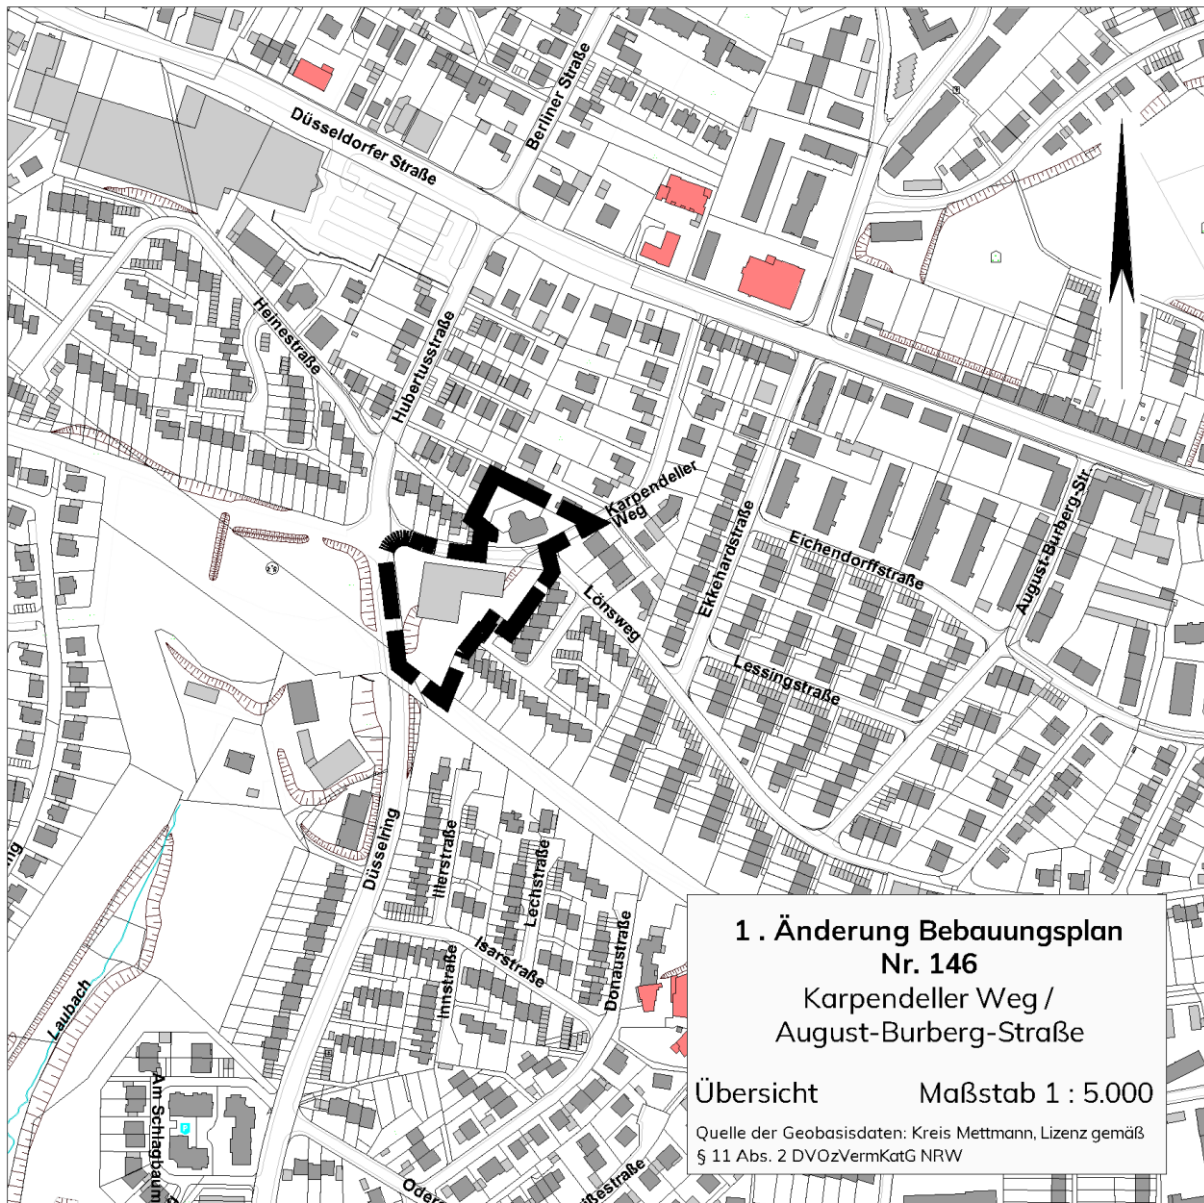 Düsseldorfer Straße
Berliner Straße
Heinestraße
Hubertusstraße
Karpendeller
Weg
Ekkehardstraße
Eichendorffstraße
August-Burberg-Str.
Lönsweg
Lessingstraße
Düsselring
Illerstraße
Lechstraße
Isarstraße
Innstraße
Donaustraße
Laubach
Am Schlagbaum
1 . Änderung Bebauungsplan
Nr. 146
Karpendeller Weg /
August-Burberg-Straße
Übersicht Maßstab 1 : 5.000
Quelle der Geobasisdaten: Kreis Mettmann, Lizenz gemäß
§ 11 Abs. 2 DVOzVermKatG NRW